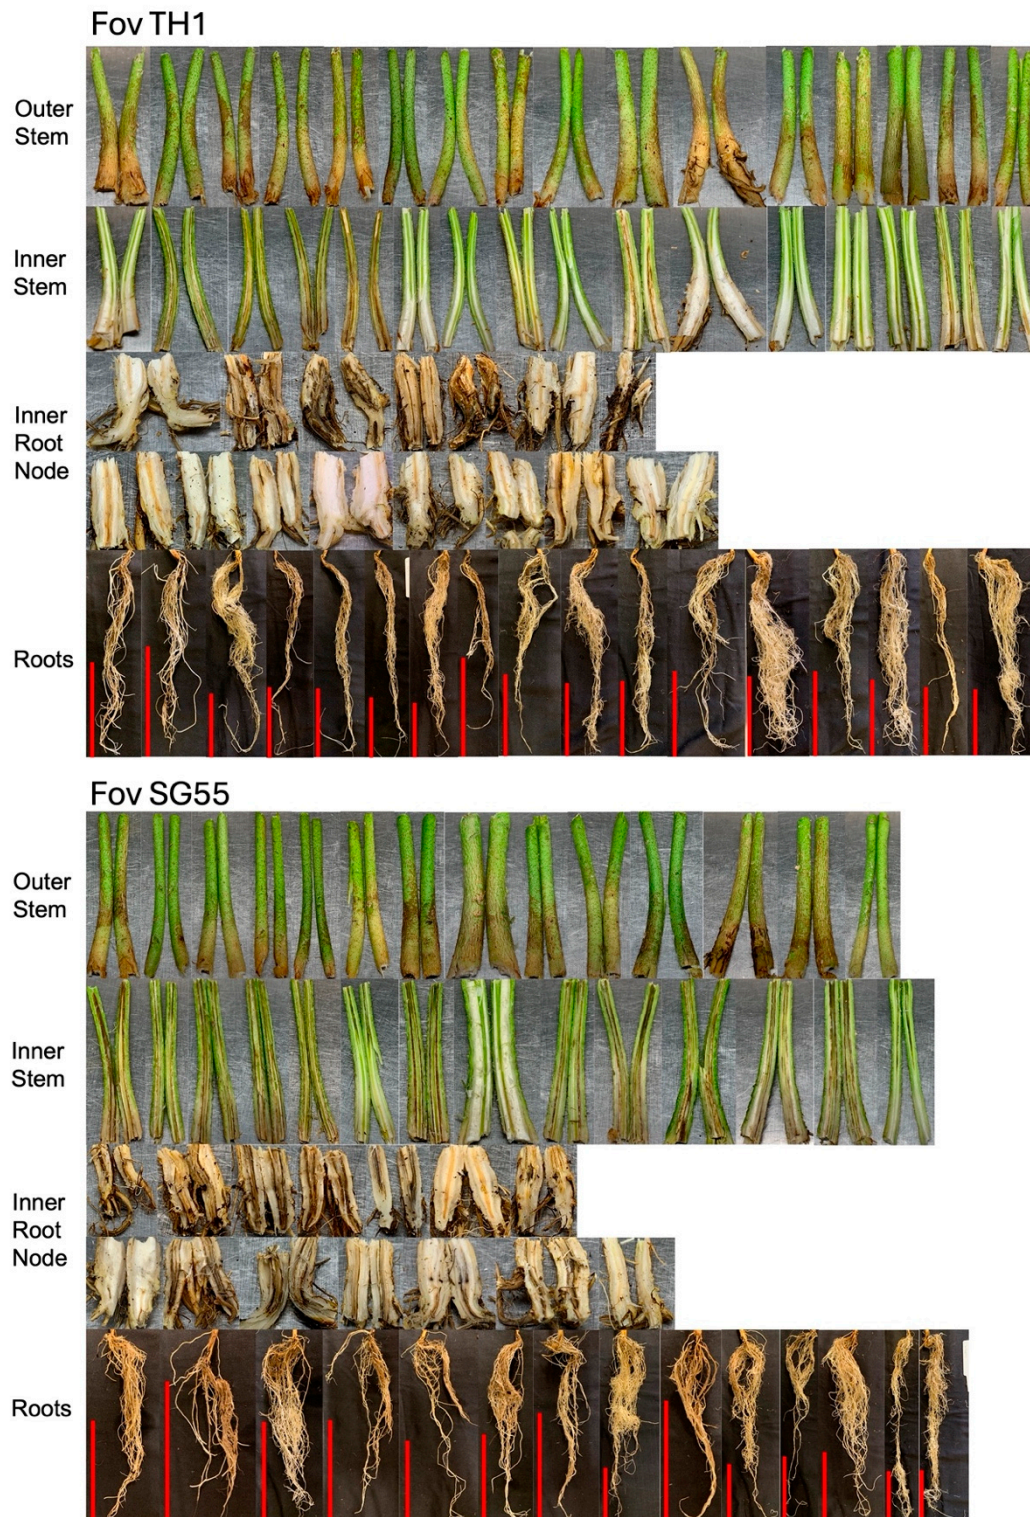 Fov TH1
Outer
Stem
Inner
Stem
Inner
Root
Node
Roots
Fov SG55
Outer
Stem
Inner
Stem
Inner
Root
Node
Roots